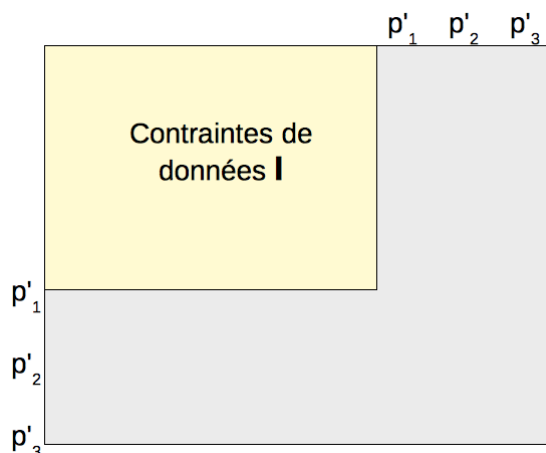 p'1 p'2 p'3
Contraintes de
données I
p'1
p'2
p'3